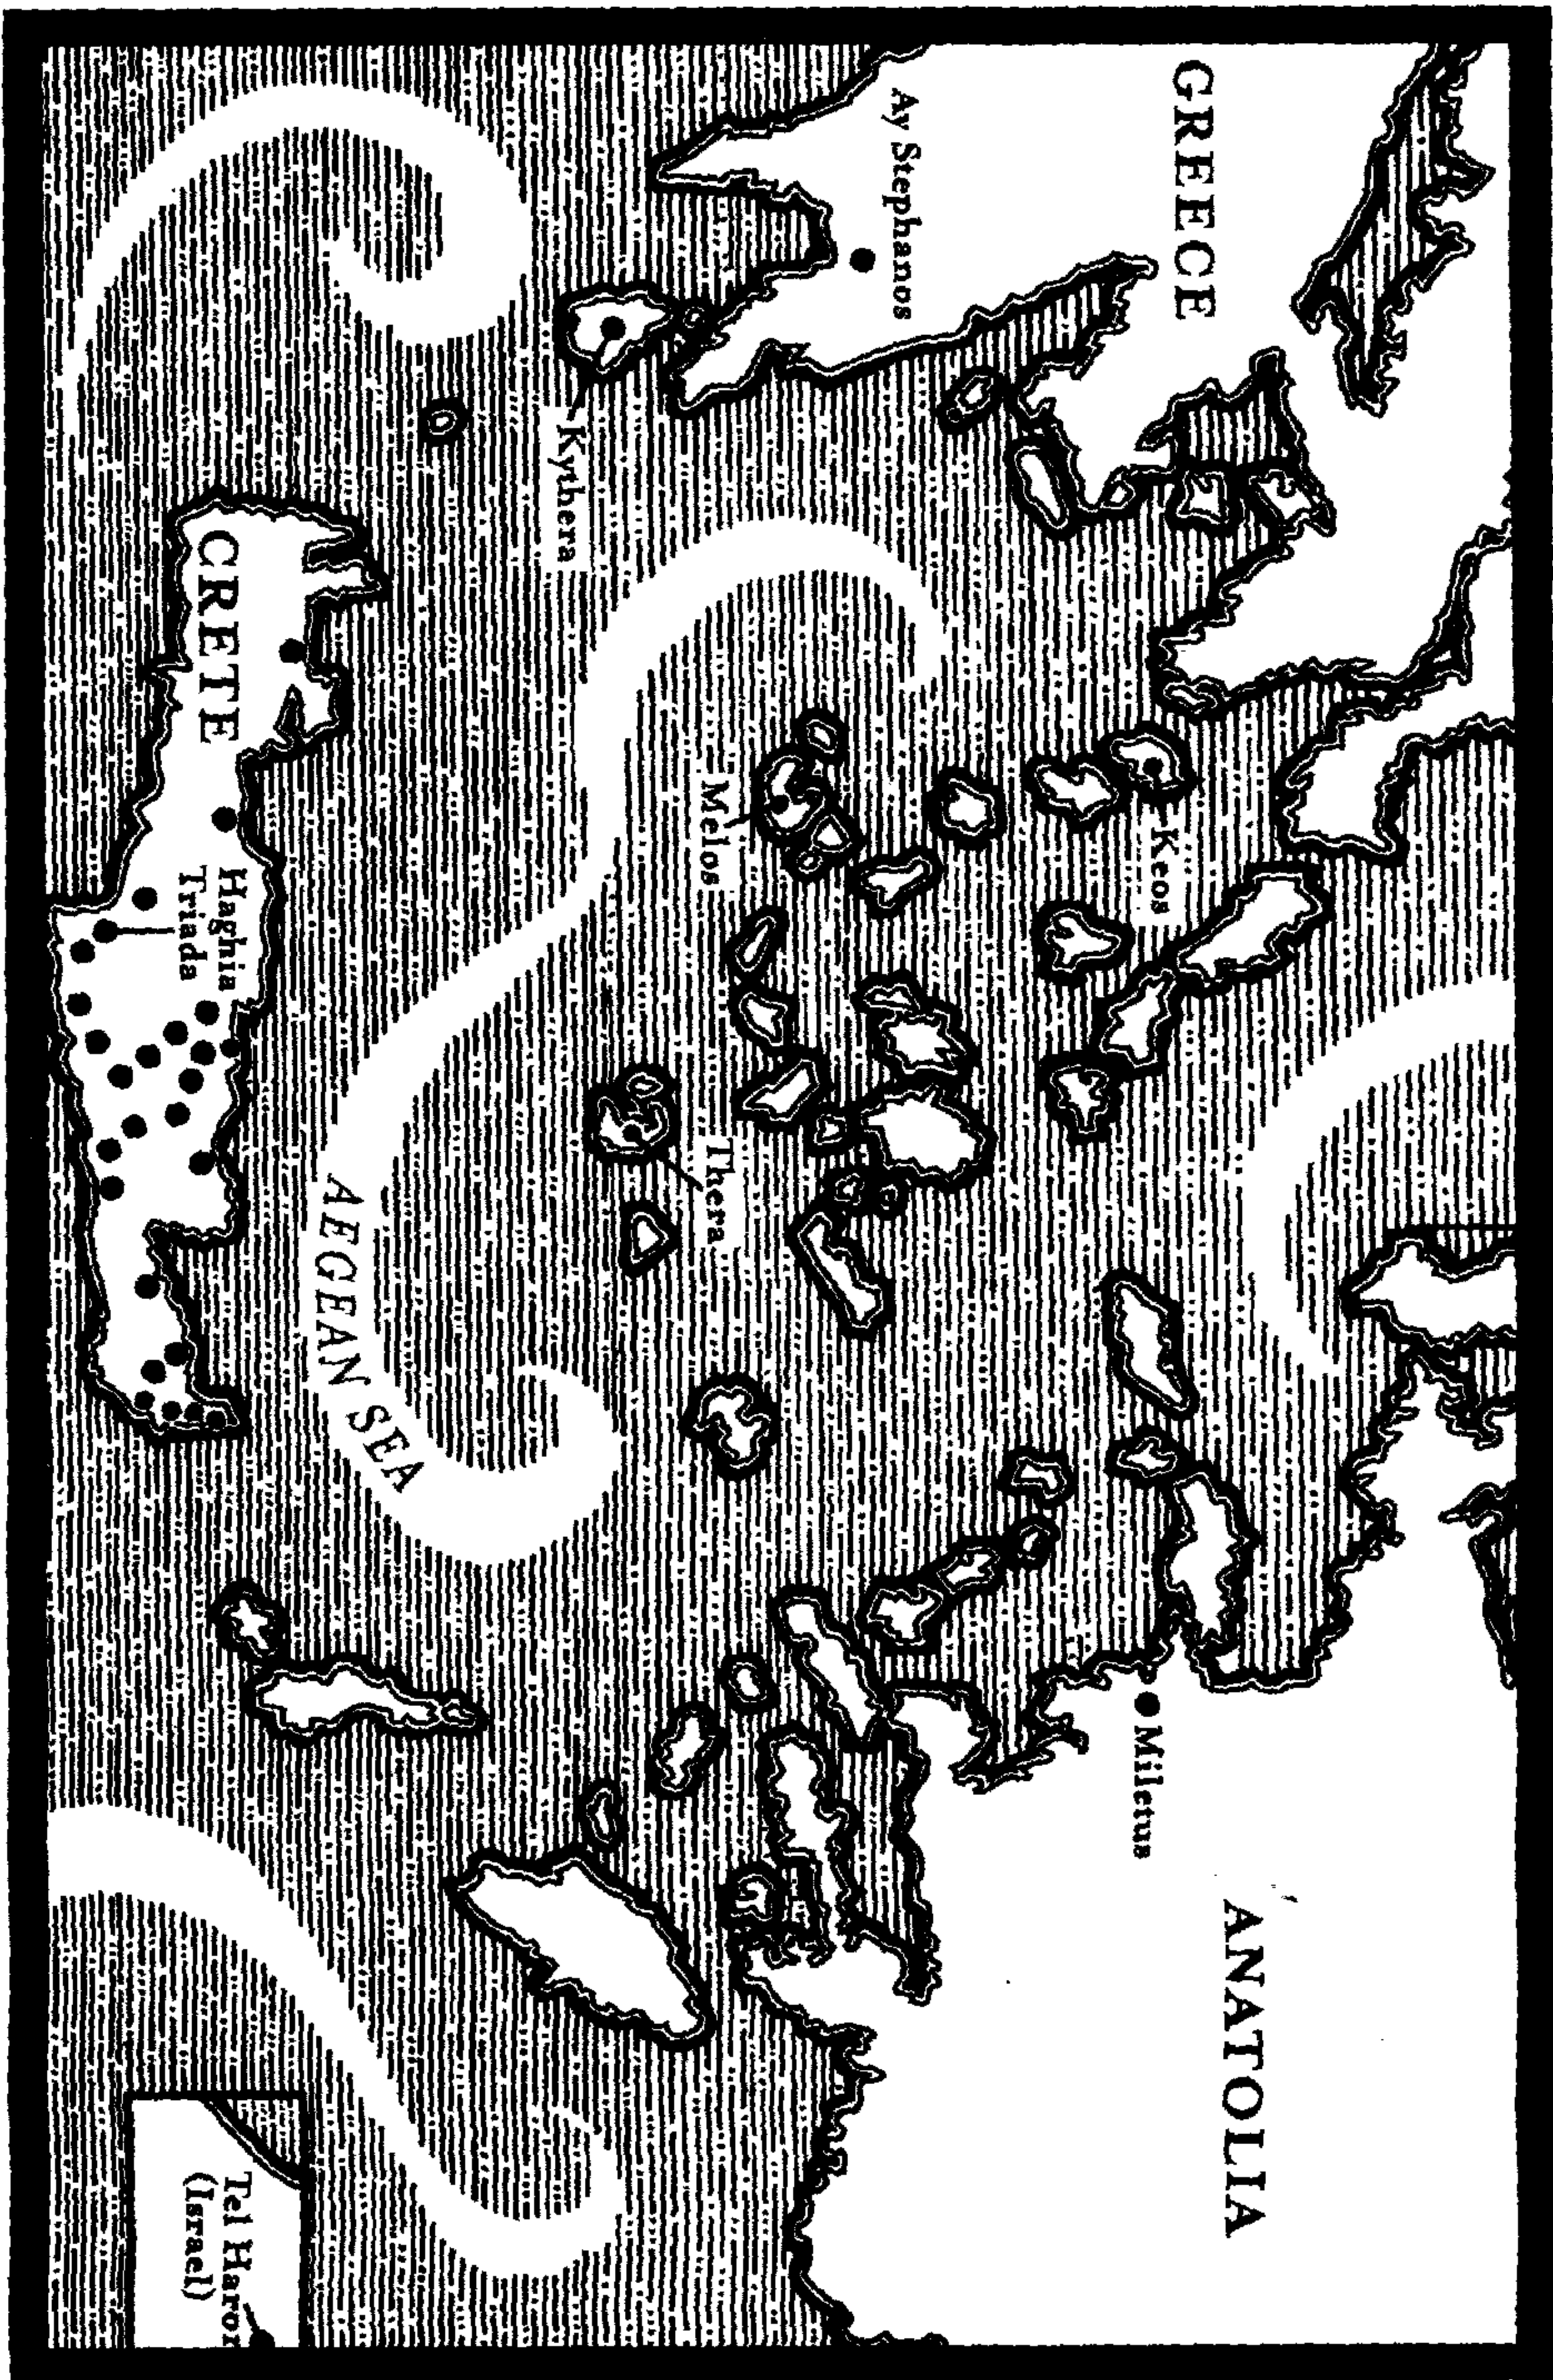 GREECE
ANATOLIA
Ay Stephanos
Keos
Miletus
Kythera
Melos
Thera
AEGEAN SEA
CRETE
Haghia
Triada
Tel Haror
(Israel)